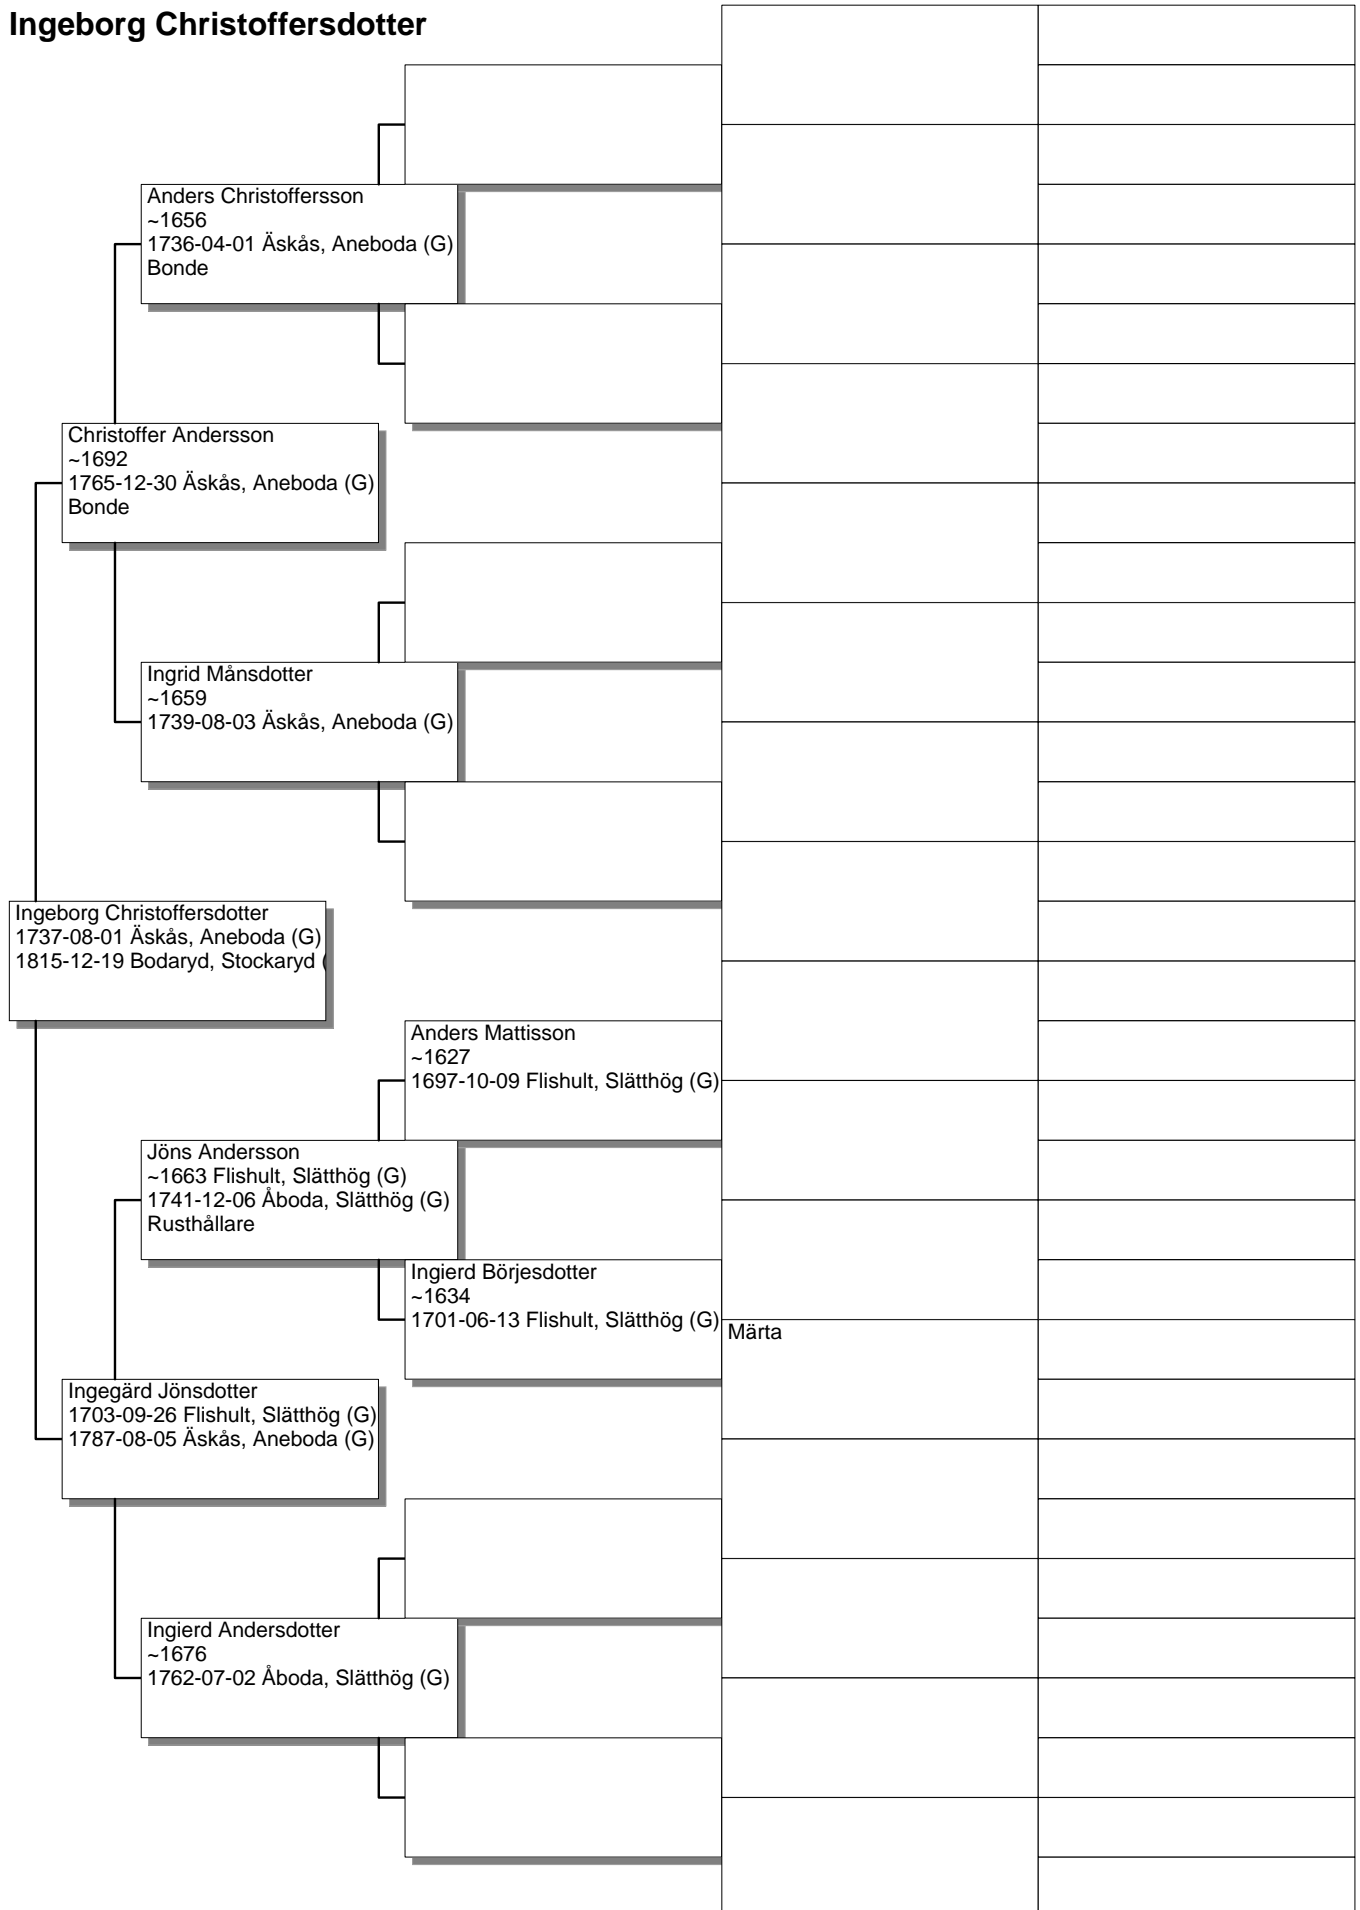 Ingeborg Christoffersdotter
Anders Christoffersson
~1656
1736-04-01 Äskås, Aneboda (G)
Bonde
Christoffer Andersson
~1692
1765-12-30 Äskås, Aneboda (G)
Bonde
Ingrid Månsdotter
~1659
1739-08-03 Äskås, Aneboda (G)
Ingeborg Christoffersdotter
1737-08-01 Äskås, Aneboda (G)
1815-12-19 Bodaryd, Stockaryd (
Anders Mattisson
~1627
1697-10-09 Flishult, Slätthög (G)
Jöns Andersson
~1663 Flishult, Slätthög (G)
1741-12-06 Åboda, Slätthög (G)
Rusthållare
Ingierd Börjesdotter
~1634
1701-06-13 Flishult, Slätthög (G)
Märta
Ingegärd Jönsdotter
1703-09-26 Flishult, Slätthög (G)
1787-08-05 Äskås, Aneboda (G)
Ingierd Andersdotter
~1676
1762-07-02 Åboda, Slätthög (G)